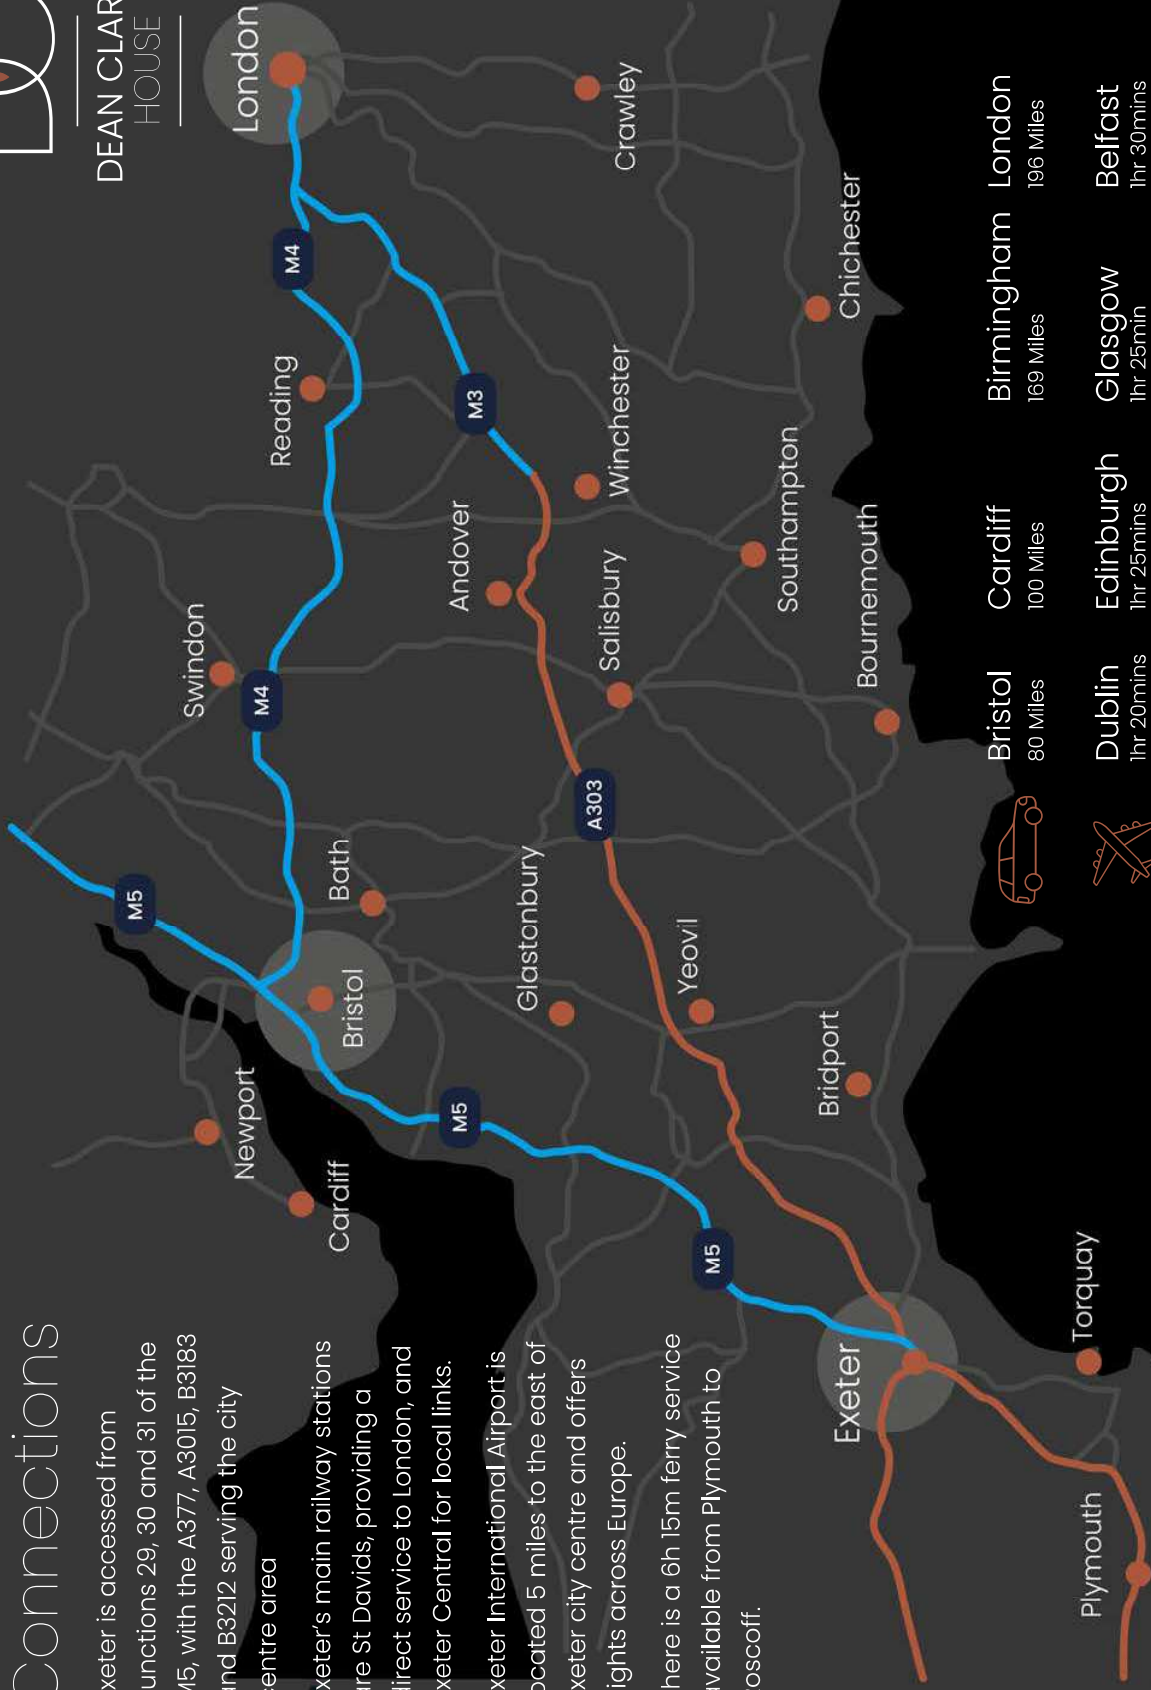 Connections
xeter is accessed from
unctions 29, 30 and 31 of the
M5, with the A377, A3015, B3183
and B3212 serving the city
entre area
xeter's main railway stations
are St Davids, providing a
direct service to London, and
xeter Central for local links.
xeter International Airport is
ocated 5 miles to the east of
xeter city centre and offers
ights across Europe.
here is a 6h 15m ferry service
available from Plymouth to
oscoff.
DEAN CLAR
HOUSE
London
M4
Reading
Swindon
M4
M5
Bath
Bristol
Newport
Cardiff
M3
Crawley
Andover
Winchester
Chichester
Salisbury
Southampton
Bournemouth
A303
Glastonbury
Yeovil
Bridport
M5
M5
Exeter
Torquay
Plymouth
Bristol Cardiff Birmingham London
80 Miles 100 Miles 169 Miles 196 Miles
Dublin Edinburgh Glasgow Belfast
1hr 20mins 1hr 25mins 1hr 25min 1hr 30mins